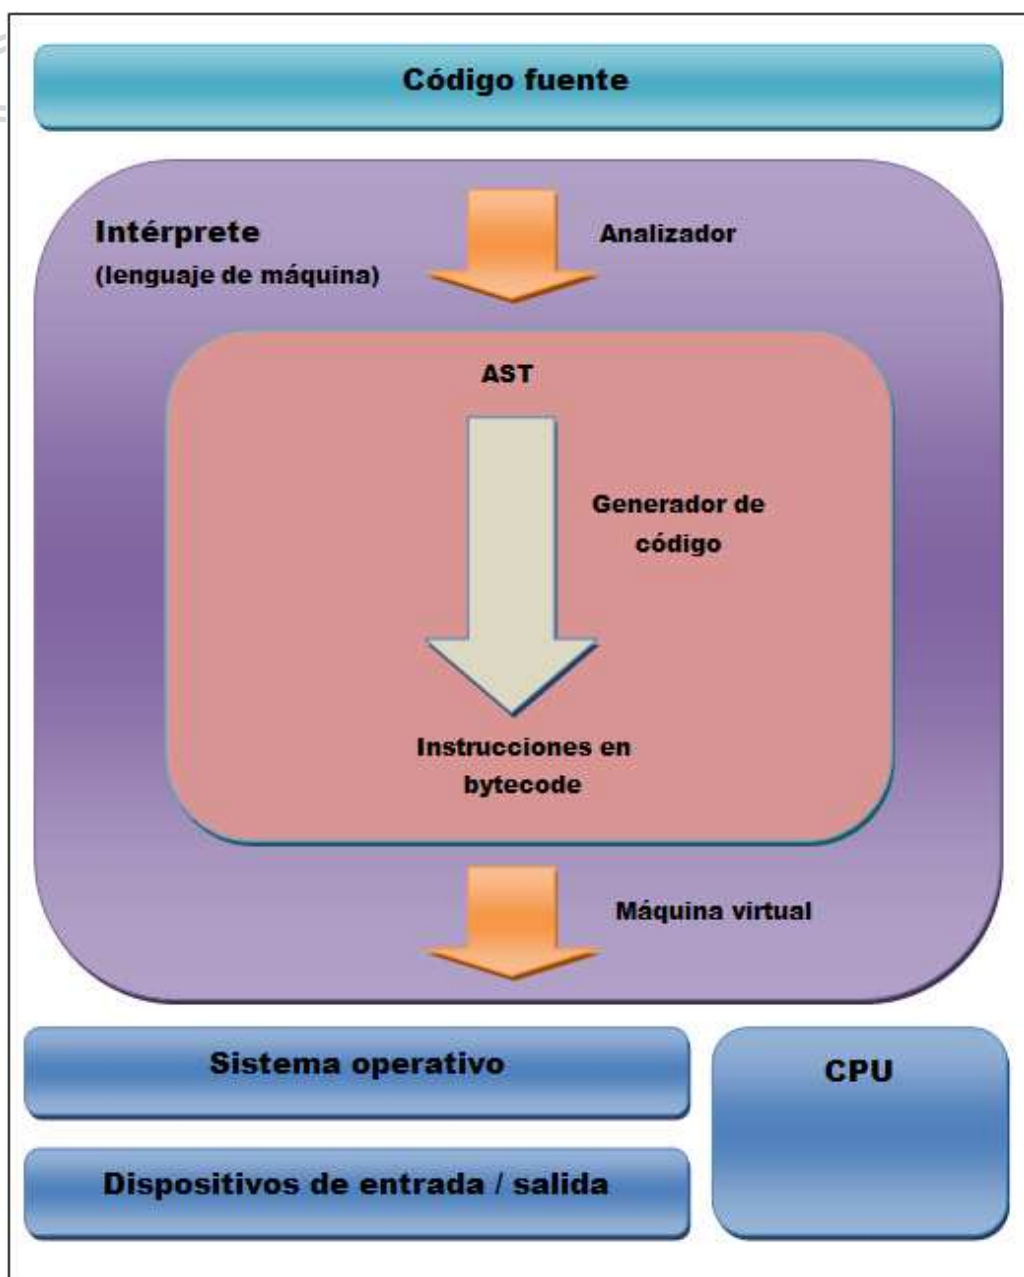 Código fuente
Intérprete
(lenguaje de máquina)
Analizador
AST
Generador de
código
Instrucciones en
bytecode
Máquina virtual
Sistema operativo
CPU
Dispositivos de entrada / salida